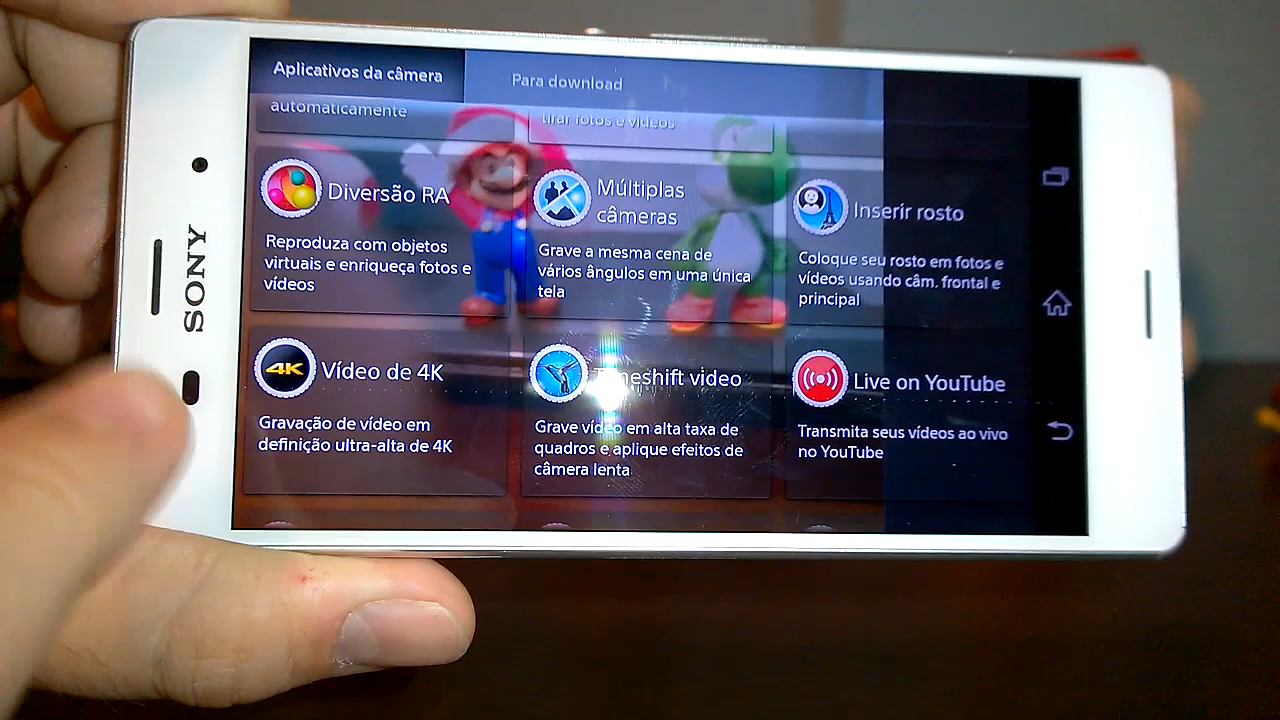 Aplicativos da câmera
Para download
automaticamente
tirar fotos e vídeos
Diversão RA
Reproduza com objetos
virtuais e enriqueça fotos e
vídeos
Múltiplas
câmeras
Grave a mesma cena de
vários ângulos em uma única
tela
Inserir rosto
Coloque seu rosto em fotos e
vídeos usando câm. frontal e
principal
4K
Vídeo de 4K
Gravação de vídeo em
definição ultra-alta de 4K
Timeshift video
Grave vídeo em alta taxa de
quadros e aplique efeitos de
câmera lenta
Live on YouTube
Transmita seus vídeos ao vivo
no YouTube
SONY